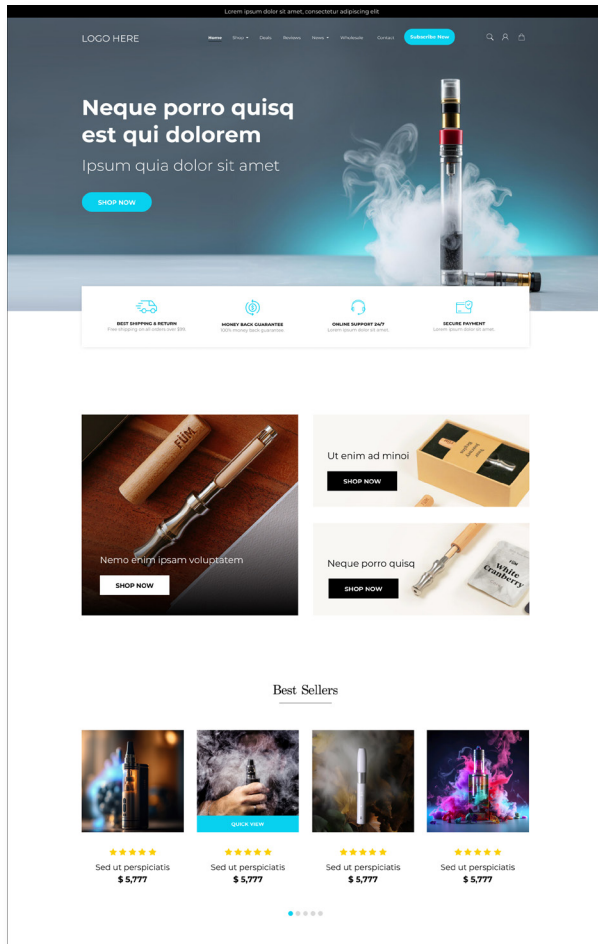 Lorem ipsum dolor sit amet, consectetur adipiscing elit
LOGO HERE
Home Shop Deals Reviews News Wholesale Contact Subscribe Now
Neque porro quisq
est qui dolorem
Ipsum quia dolor sit amet
SHOP NOW
BEST SHIPPING & RETURN
Free shipping on all orders over $99.
MONEY BACK GUARANTEE
100% money back guarantee.
ONLINE SUPPORT 24/7
Lorem ipsum dolor sit amet.
SECURE PAYMENT
Lorem ipsum dolor sit amet.
FÜM
Nemo enim ipsam voluptatem
SHOP NOW
Ut enim ad minoi
SHOP NOW
Neque porro quisq
SHOP NOW
FÜM
White
Cranberry
Best Sellers
QUICK VIEW
Sed ut perspiciatis
$ 5,777
Sed ut perspiciatis
$ 5,777
Sed ut perspiciatis
$ 5,777
Sed ut perspiciatis
$ 5,777